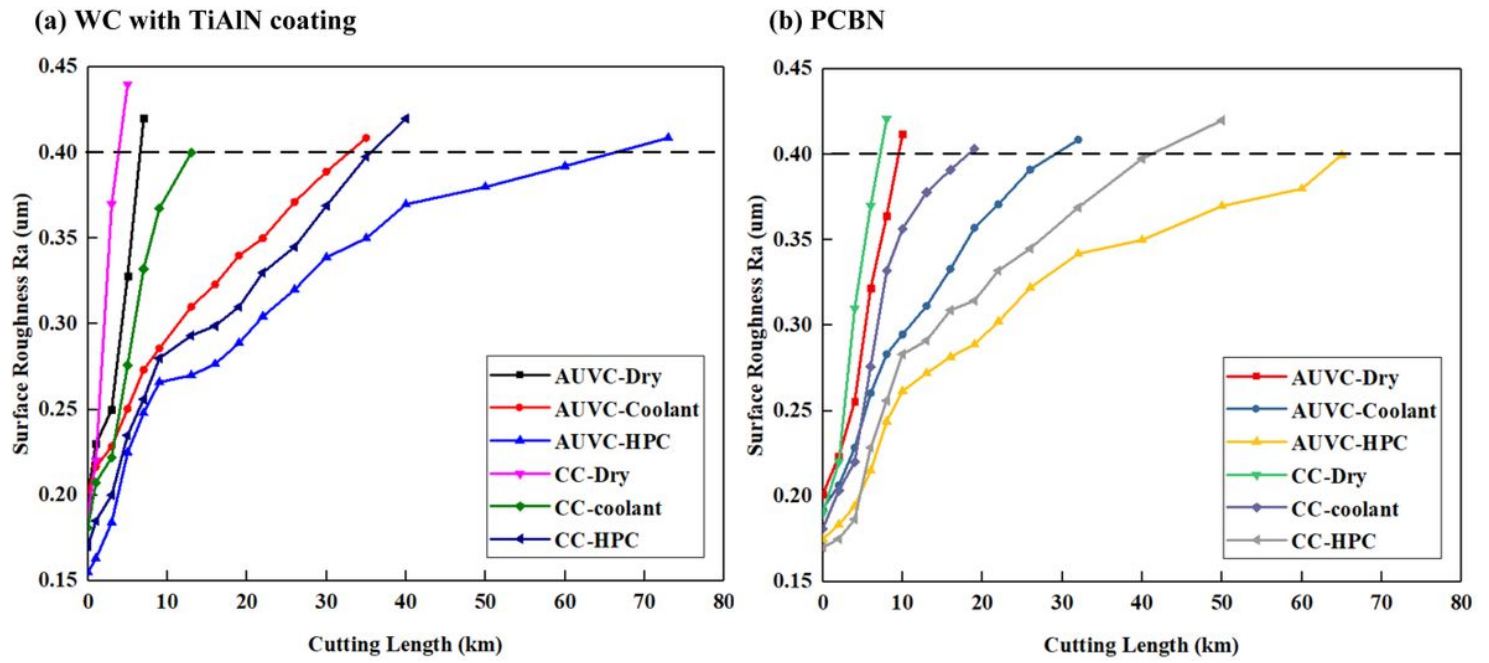 (a) WC with TiAlN coating
0.45
0.40
0.35
0.30
0.25
0.20
0.15
Surface Roughness Ra (um)
0 10 20 30 40 50 60 70 80
Cutting Length (km)
AUVC-Dry
AUVC-Coolant
AUVC-HPC
CC-Dry
CC-coolant
CC-HPC
(b) PCBN
0.45
0.40
0.35
0.30
0.25
0.20
0.15
Surface Roughness Ra (um)
0 10 20 30 40 50 60 70 80
Cutting Length (km)
AUVC-Dry
AUVC-Coolant
AUVC-HPC
CC-Dry
CC-coolant
CC-HPC